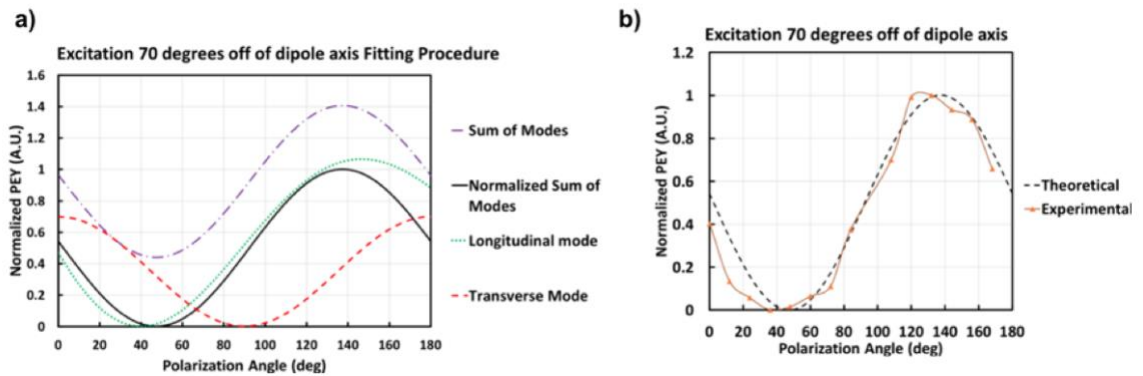 a)
Excitation 70 degrees off of dipole axis Fitting Procedure
Normalized PEY (A.U.)
1.6
1.4
1.2
1
0.8
0.6
0.4
0.2
0
0 20 40 60 80 100 120 140 160 180
Polarization Angle (deg)
Sum of Modes
Normalized Sum of
Modes
Longitudinal mode
Transverse Mode
b)
Excitation 70 degrees off of dipole axis
Normalized PEY (A.U.)
1.2
1
0.8
0.6
0.4
0.2
0
0 20 40 60 80 100 120 140 160 180
Polarization Angle (deg)
Theoretical
Experimental